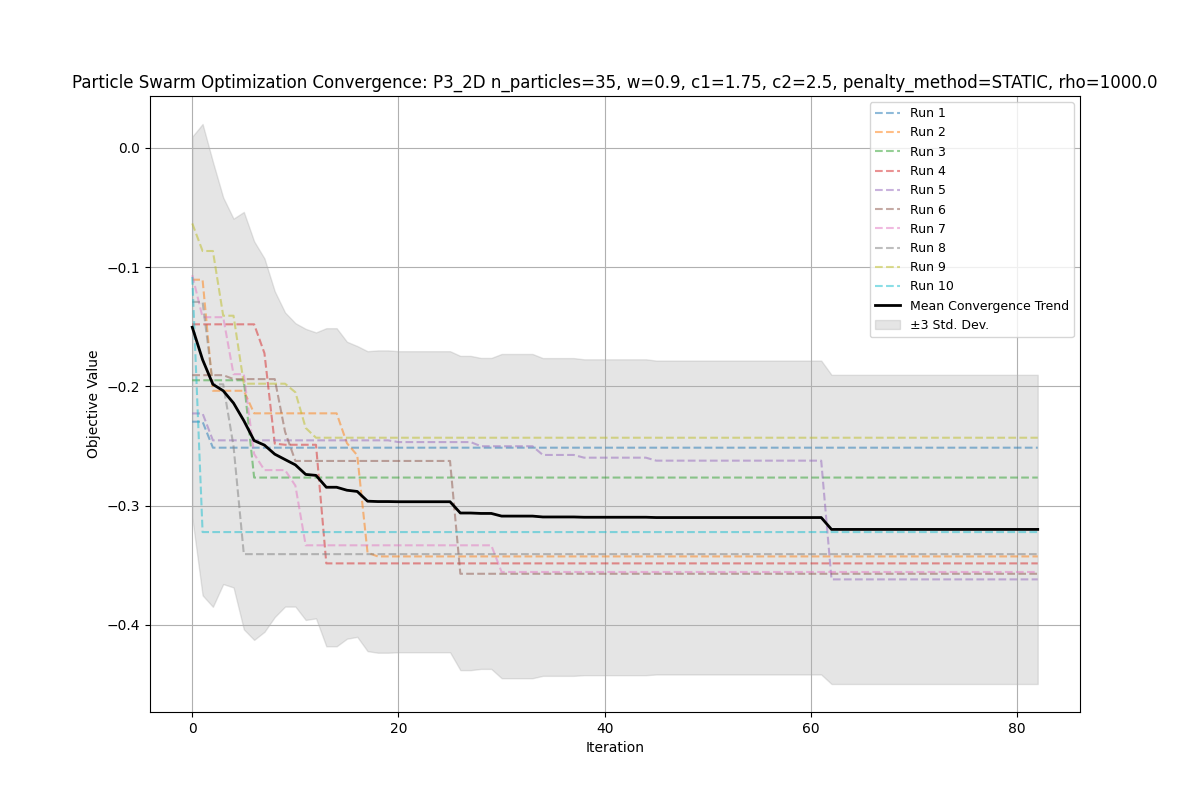 Particle Swarm Optimization Convergence: P3_2D n_particles=35, w=0.9, c1=1.75, c2=2.5, penalty_method=STATIC, rho=1000.0
Run 1
Run 2
Run 3
Run 4
Run 5
Run 6
Run 7
Run 8
Run 9
Run 10
Mean Convergence Trend
±3 Std. Dev.
Objective Value
0.0
−0.1
−0.2
−0.3
−0.4
0 20 40 60 80
Iteration